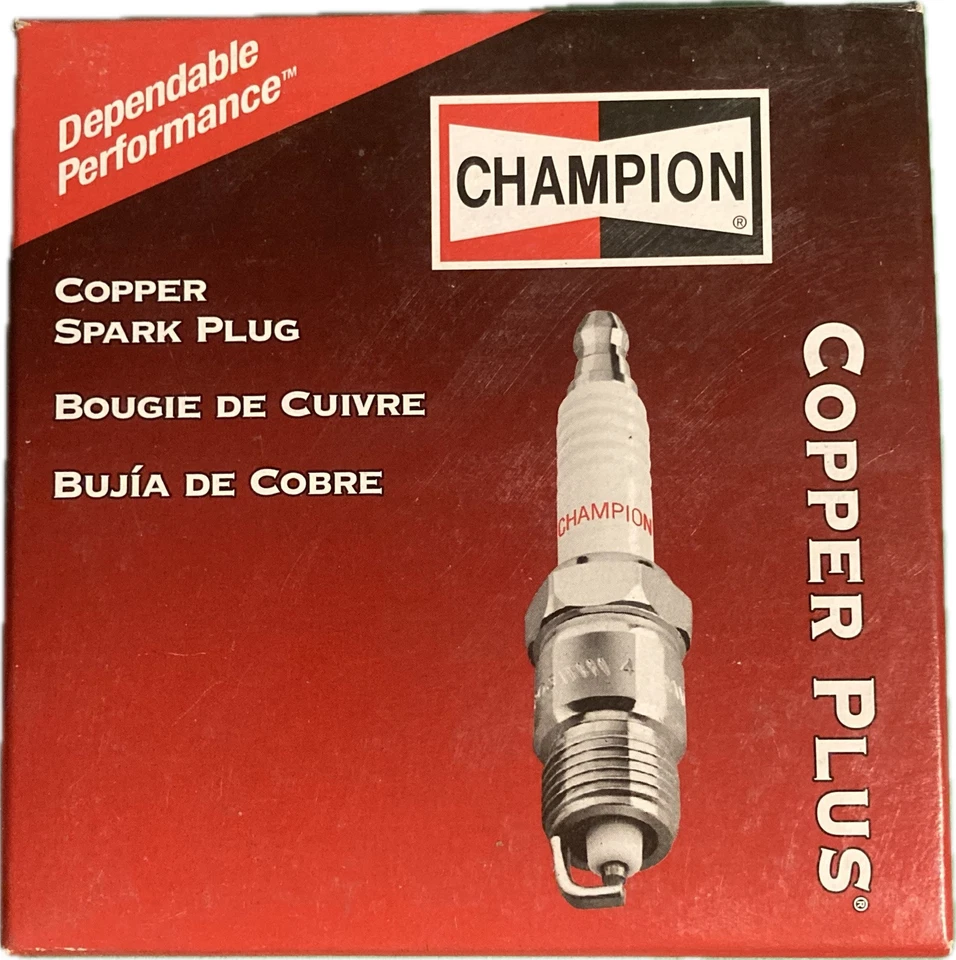 Dependable
Performance™
CHAMPION
®
COPPER
SPARK PLUG
BOUGIE DE CUIVRE
BUJÍA DE COBRE
CHAMPION
COPPER PLUS®